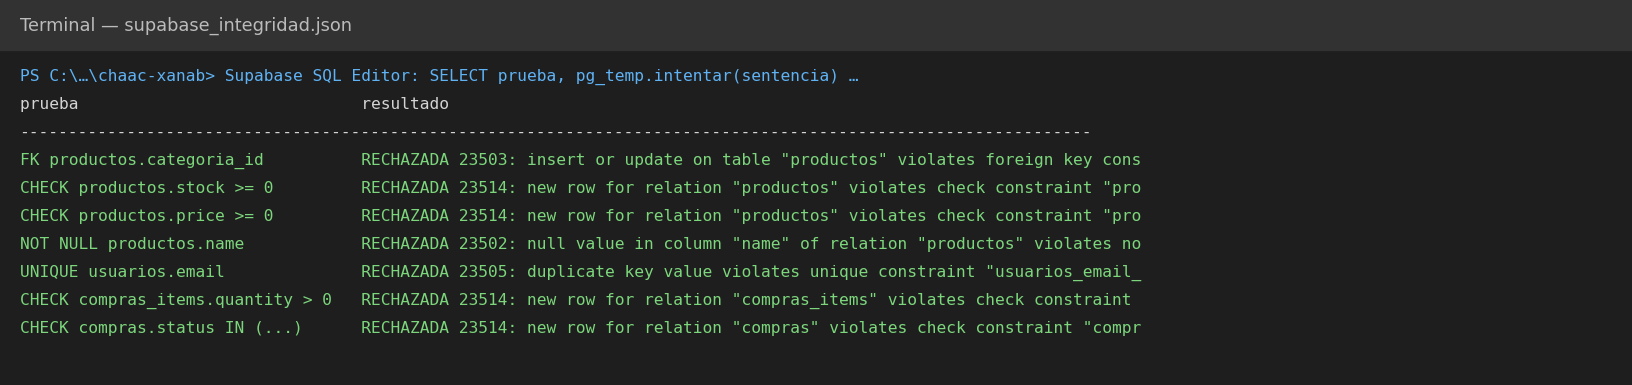 Terminal — supabase_integridad.json
PS C:\…\chaac-xanab> Supabase SQL Editor: SELECT prueba, pg_temp.intentar(sentencia) …
prueba                             resultado
--------------------------------------------------------------------------------------------------------------
FK productos.categoria_id          RECHAZADA 23503: insert or update on table "productos" violates foreign key cons
CHECK productos.stock >= 0         RECHAZADA 23514: new row for relation "productos" violates check constraint "pro
CHECK productos.price >= 0         RECHAZADA 23514: new row for relation "productos" violates check constraint "pro
NOT NULL productos.name            RECHAZADA 23502: null value in column "name" of relation "productos" violates no
UNIQUE usuarios.email              RECHAZADA 23505: duplicate key value violates unique constraint "usuarios_email_
CHECK compras_items.quantity > 0   RECHAZADA 23514: new row for relation "compras_items" violates check constraint
CHECK compras.status IN (...)      RECHAZADA 23514: new row for relation "compras" violates check constraint "compr